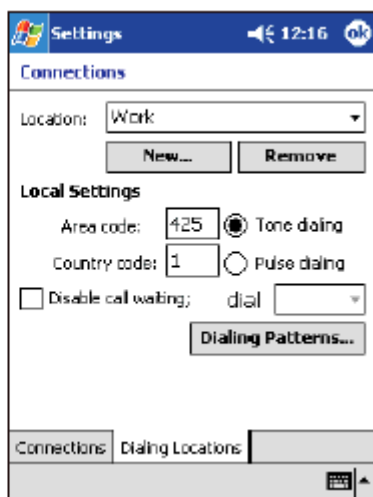 Settings 12:16 ok
Connections
Location: Work
New... Remove
Local Settings
Area code: 425 Tone dialing
Country code: 1 Pulse dialing
Disable call waiting; dial
Dialing Patterns...
Connections Dialing Locations